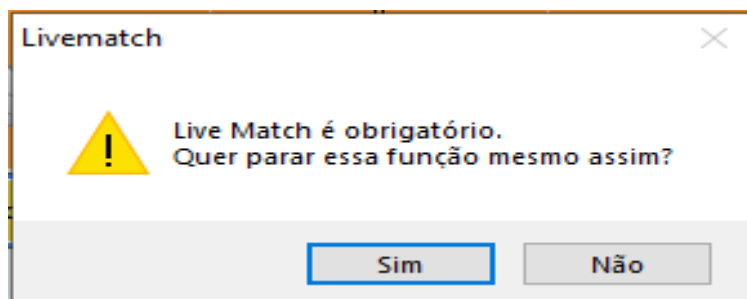 Livematch
Live Match é obrigatório.
Quer parar essa função mesmo assim?
Sim
Não